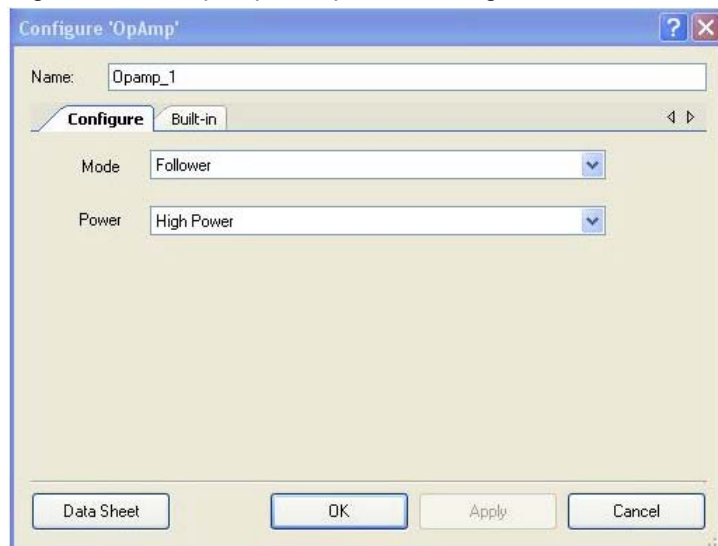 Configure 'OpAmp'
Name: Opamp_1
Configure Built-in
Mode Follower
Power High Power
Data Sheet OK Apply Cancel